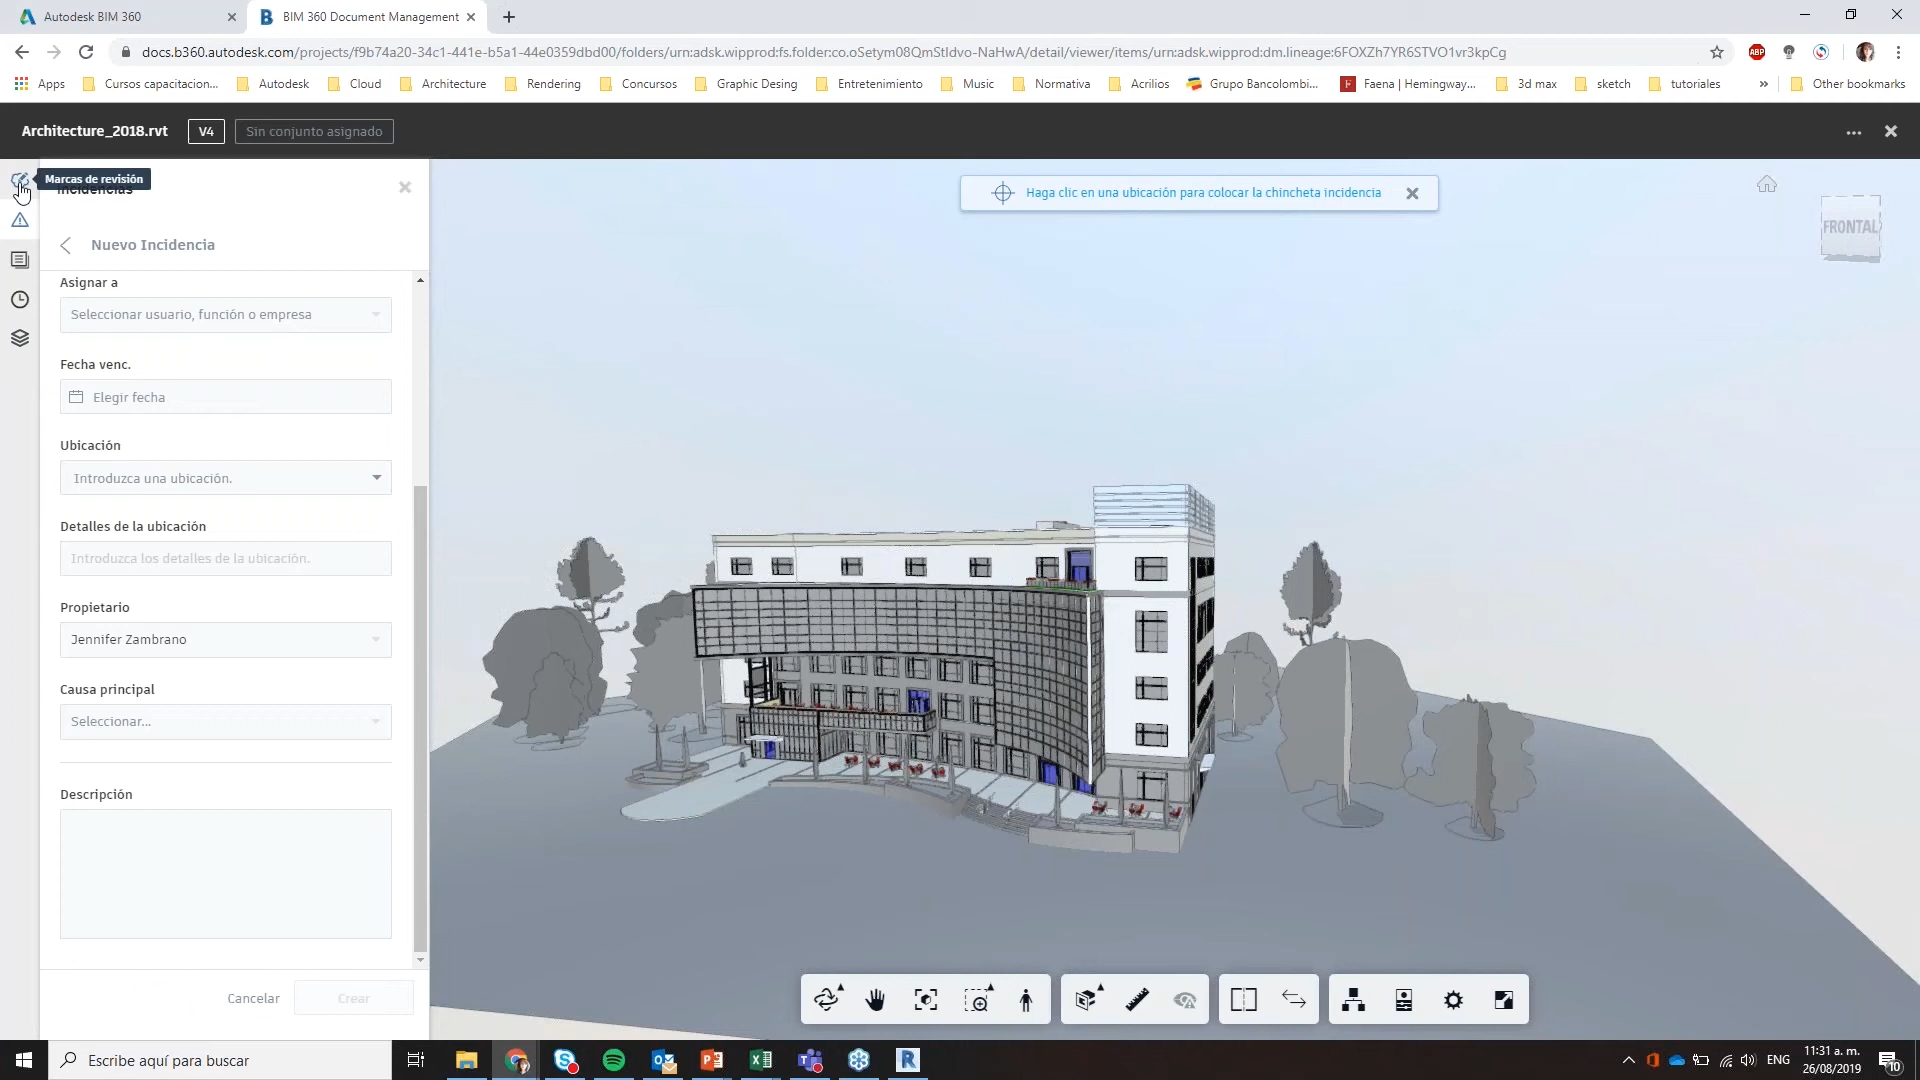 Autodesk BIM 360
BIM 360 Document Management
docs.b360.autodesk.com/projects/f9b74a20-34c1-441e-b5a1-44e0359dbd00/folders/urn:adsk.wipprod:fs.folder:co.oSetym08QmStIdvo-NaHwA/detail/viewer/items/urn:adsk.wipprod:dm.lineage:6FOXZh7YR6STVO1vr3kpCg
ABP
Apps
Cursos capacitacion...
Autodesk
Cloud
Architecture
Rendering
Concursos
Graphic Desing
Entretenimiento
Music
Normativa
Acrilios
Grupo Bancolombi...
Faena | Hemingway...
3d max
sketch
tutoriales
Other bookmarks
Architecture_2018.rvt
V4
Sin conjunto asignado
Marcas de revisión
Incidencias
Haga clic en una ubicación para colocar la chincheta incidencia
FRONTAL
Nuevo Incidencia
Asignar a
Seleccionar usuario, función o empresa
Fecha venc.
Elegir fecha
Ubicación
Introduzca una ubicación.
Detalles de la ubicación
Introduzca los detalles de la ubicación.
Propietario
Jennifer Zambrano
Causa principal
Seleccionar...
Descripción
Cancelar
Crear
Escribe aquí para buscar
ENG
11:31 a. m.
26/08/2019
10